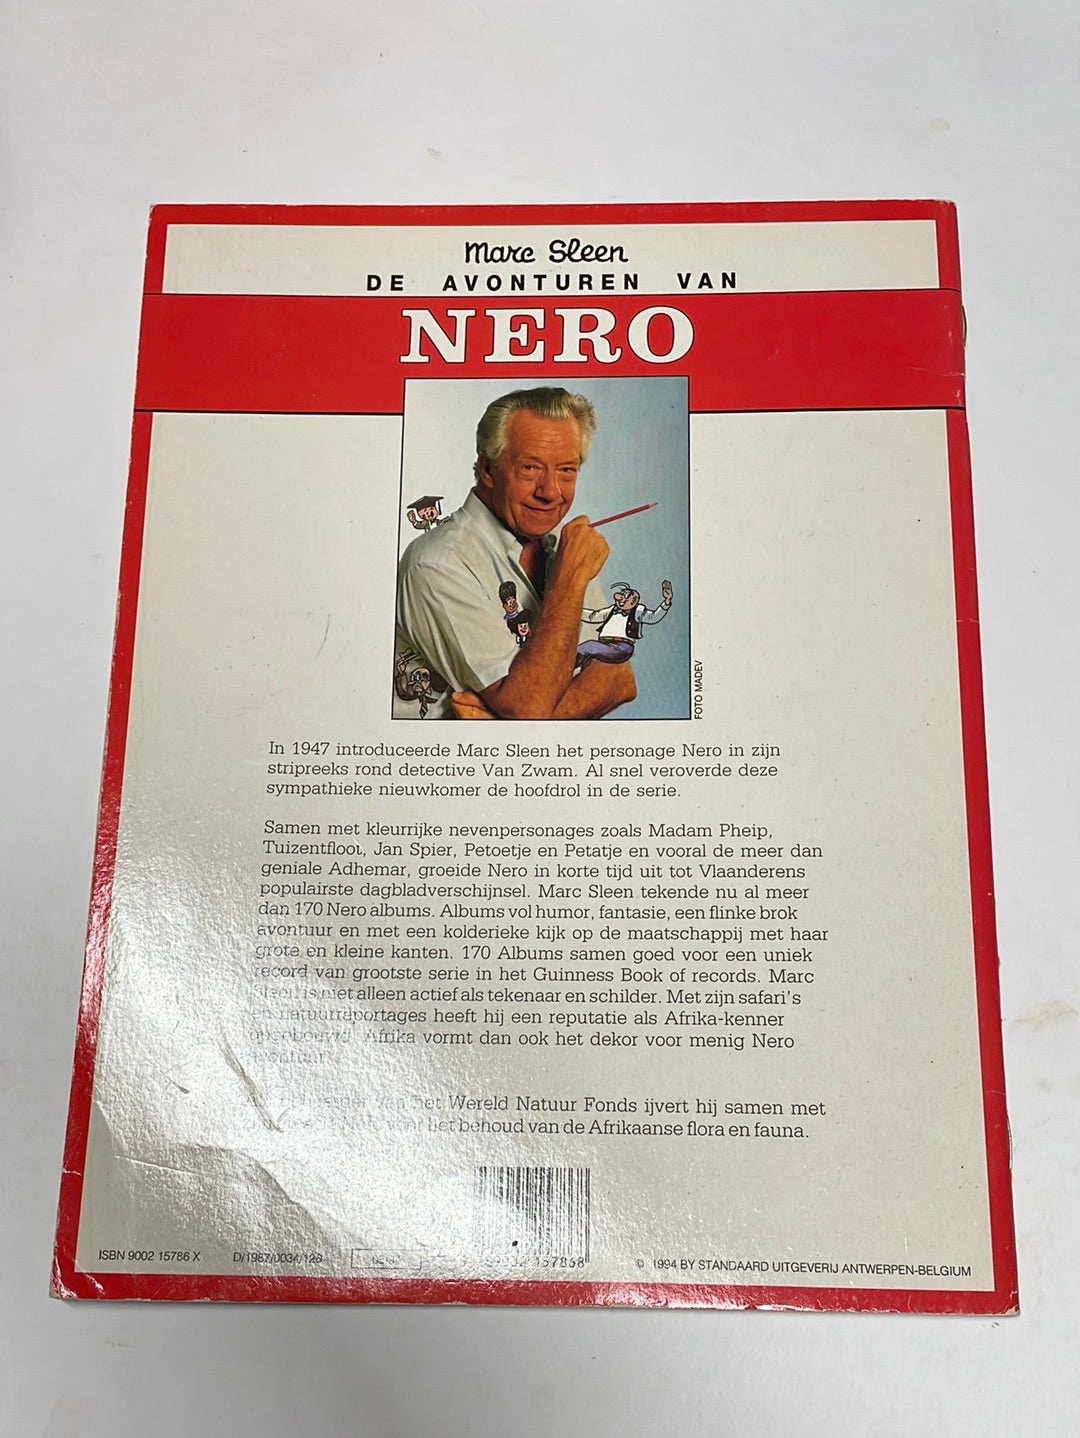 Marc Sleen
DE AVONTUREN VAN
NERO
FOTO MADEV
In 1947 introduceerde Marc Sleen het personage Nero in zijn
stripreeks rond detective Van Zwam. Al snel veroverde deze
sympathieke nieuwkomer de hoofdrol in de serie.
Samen met kleurrijke nevenpersonages zoals Madam Pheip,
Tuizentfloot, Jan Spier, Petoetje en Petatje en vooral de meer dan
geniale Adhemar, groeide Nero in korte tijd uit tot Vlaanderens
populairste dagbladverschijnsel. Marc Sleen tekende nu al meer
dan 170 Nero albums. Albums vol humor, fantasie, een flinke brok
avontuur en met een kolderieke kijk op de maatschappij met haar
grote en kleine kanten. 170 Albums samen goed voor een uniek
record van grootste serie in het Guinness Book of records. Marc
Sleen is niet alleen actief als tekenaar en schilder. Met zijn safari's
en natuurraportages heeft hij een reputatie als Afrika-kenner
opgebouwd. Afrika vormt dan ook het dekor voor menig Nero
van het Wereld Natuur Fonds ijvert hij samen met
voor het behoud van de Afrikaanse flora en fauna.
ISBN 9002 15786 X
D/1987/0034/126
157868
© 1994 BY STANDAARD UITGEVERIJ ANTWERPEN-BELGIUM